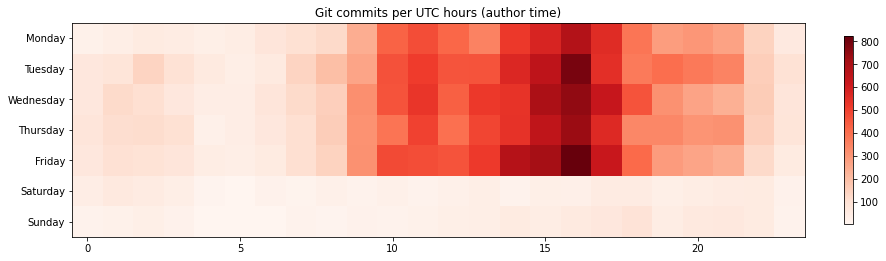 Git commits per UTC hours (author time)
Monday
Tuesday
Wednesday
Thursday
Friday
Saturday
Sunday
0 5 10 15 20
800
700
600
500
400
300
200
100